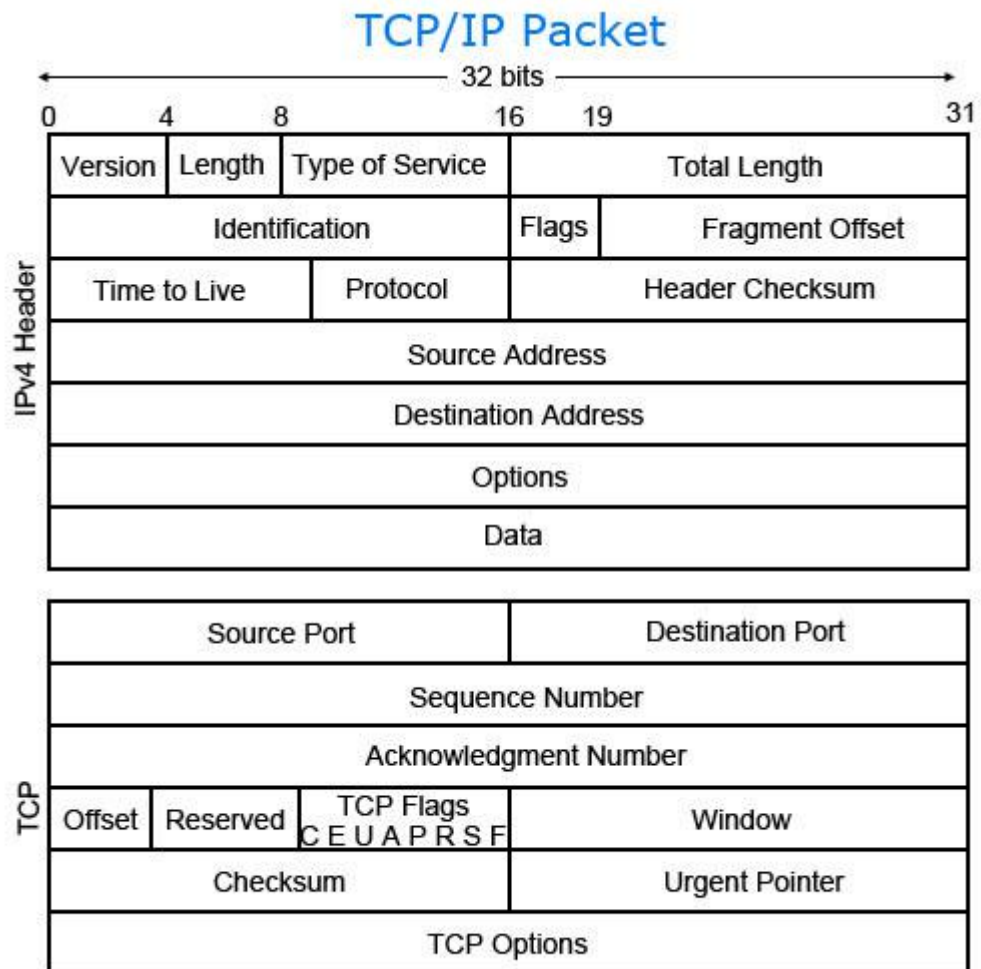 TCP/IP Packet
32 bits
0 4 8 16 19 31
Version Length Type of Service Total Length
Identification Flags Fragment Offset
Time to Live Protocol Header Checksum
Source Address
Destination Address
Options
Data
IPv4 Header
Source Port Destination Port
Sequence Number
Acknowledgment Number
Offset Reserved TCP Flags Window
C E U A P R S F
Checksum Urgent Pointer
TCP Options
TCP